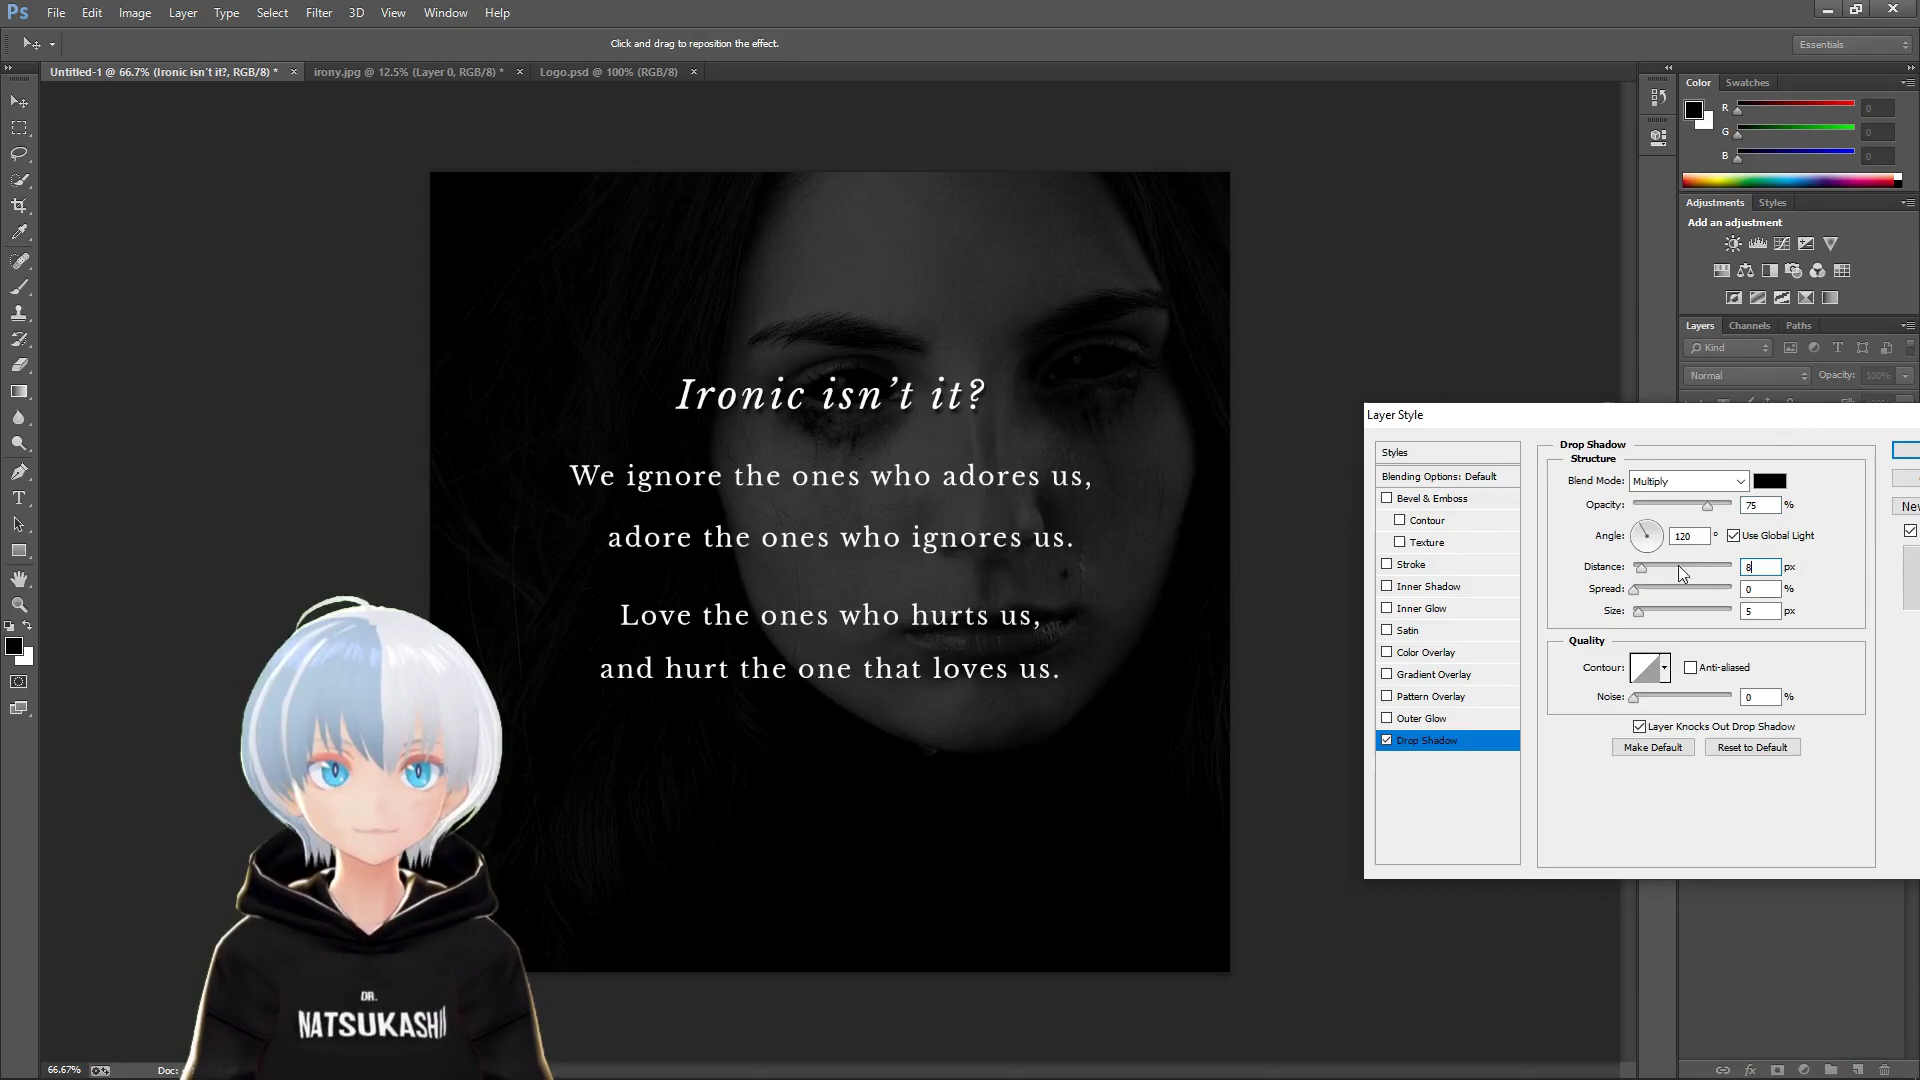 Ps File Edit Image Layer Type Select Filter 3D View Window Help
Click and drag to reposition the effect.
Essentials
Untitled-1 @ 66.7% (Ironic isn't it?, RGB/8) *
irony.jpg @ 12.5% (Layer 0, RGB/8) *
Logo.psd @ 100% (RGB/8)
Color Swatches
R 0
G 0
B 0
Adjustments Styles
Add an adjustment
Layers Channels Paths
Kind
Normal Opacity: 100%
Ironic isn't it?
We ignore the ones who adores us,
adore the ones who ignores us.
Love the ones who hurts us,
and hurt the one that loves us.
Layer Style
Styles
Blending Options: Default
Bevel & Emboss
Contour
Texture
Stroke
Inner Shadow
Inner Glow
Satin
Color Overlay
Gradient Overlay
Pattern Overlay
Outer Glow
Drop Shadow
Drop Shadow
Structure
Blend Mode: Multiply
Opacity: 75 %
Angle: 120 ° Use Global Light
Distance: 8 px
Spread: 0 %
Size: 5 px
Quality
Contour: Anti-aliased
Noise: 0 %
Layer Knocks Out Drop Shadow
Make Default Reset to Default
DR.
NATSUKASHII
66.67% Doc: